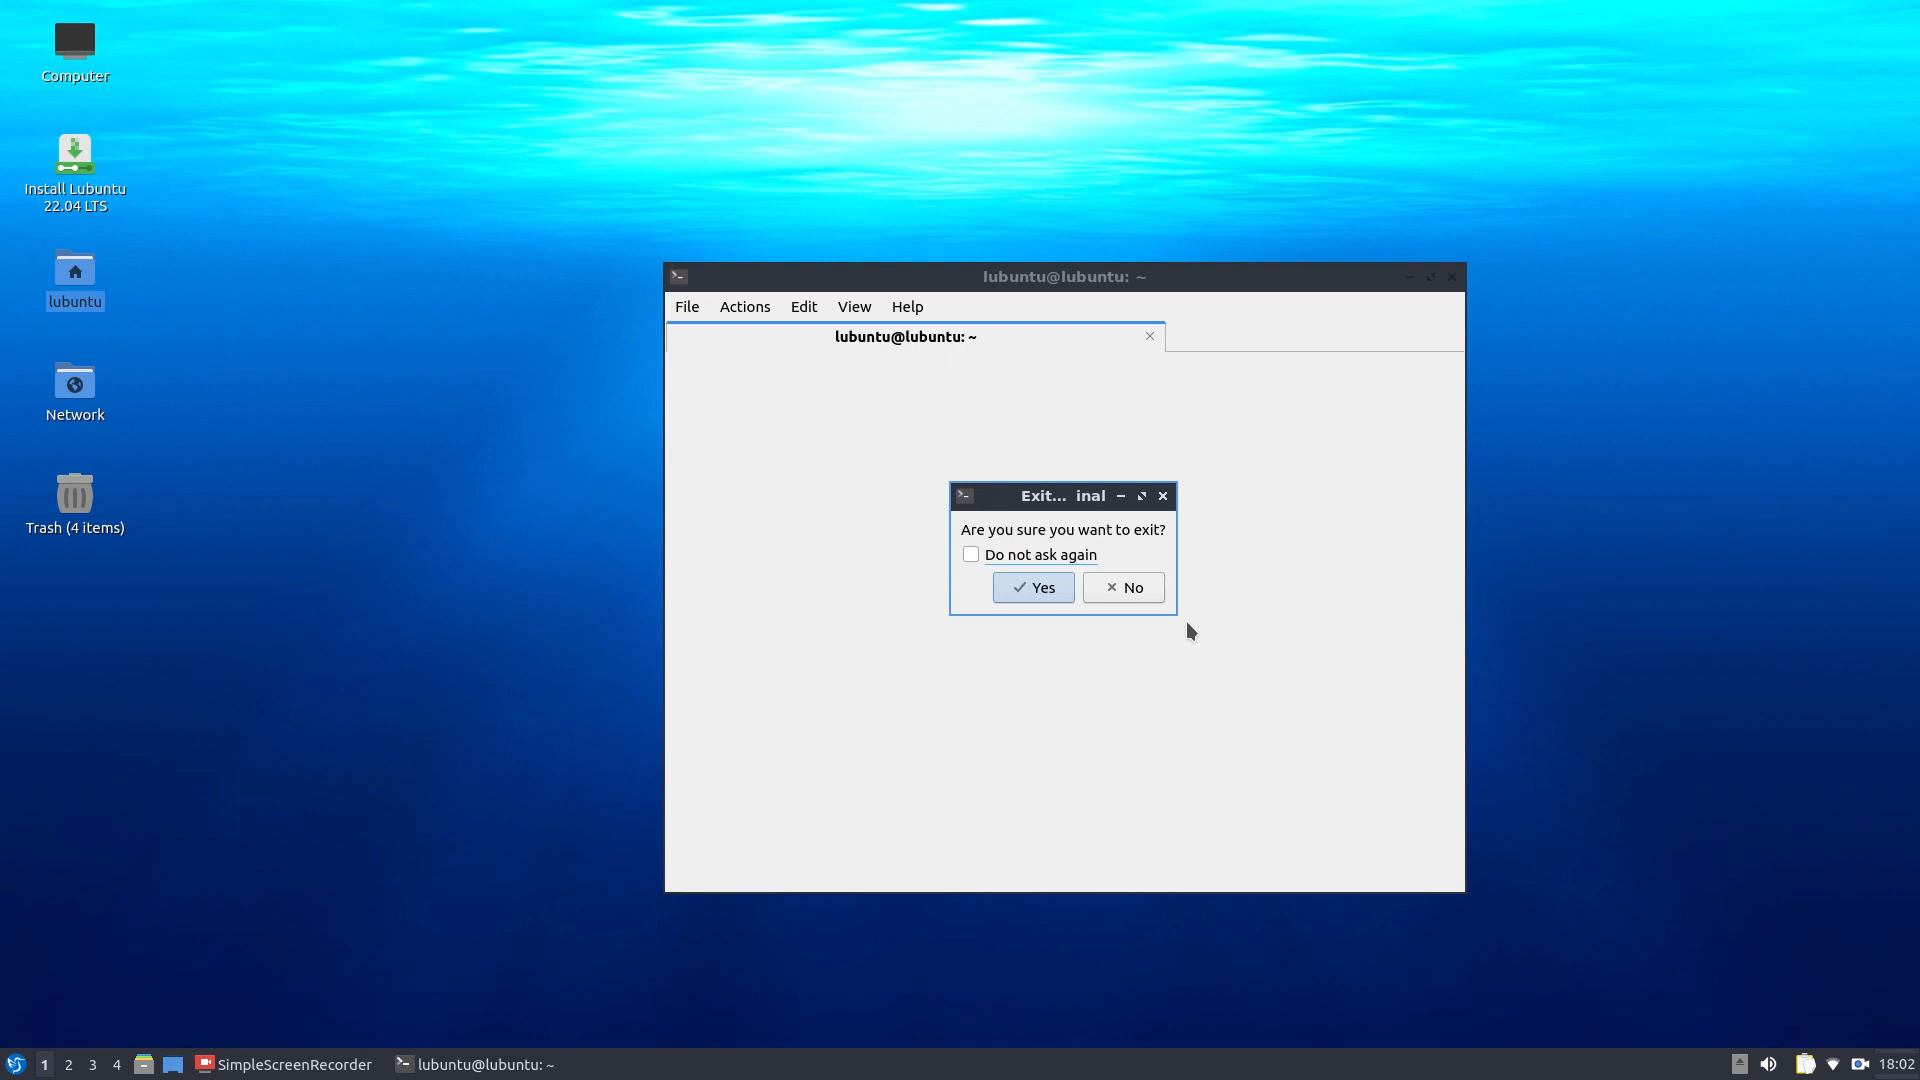 Computer
Install Lubuntu
22.04 LTS
lubuntu
Network
Trash (4 items)
lubuntu@lubuntu: ~
File Actions Edit View Help
lubuntu@lubuntu: ~
Exit... inal
Are you sure you want to exit?
Do not ask again
Yes No
1 2 3 4 SimpleScreenRecorder lubuntu@lubuntu: ~ 18:02